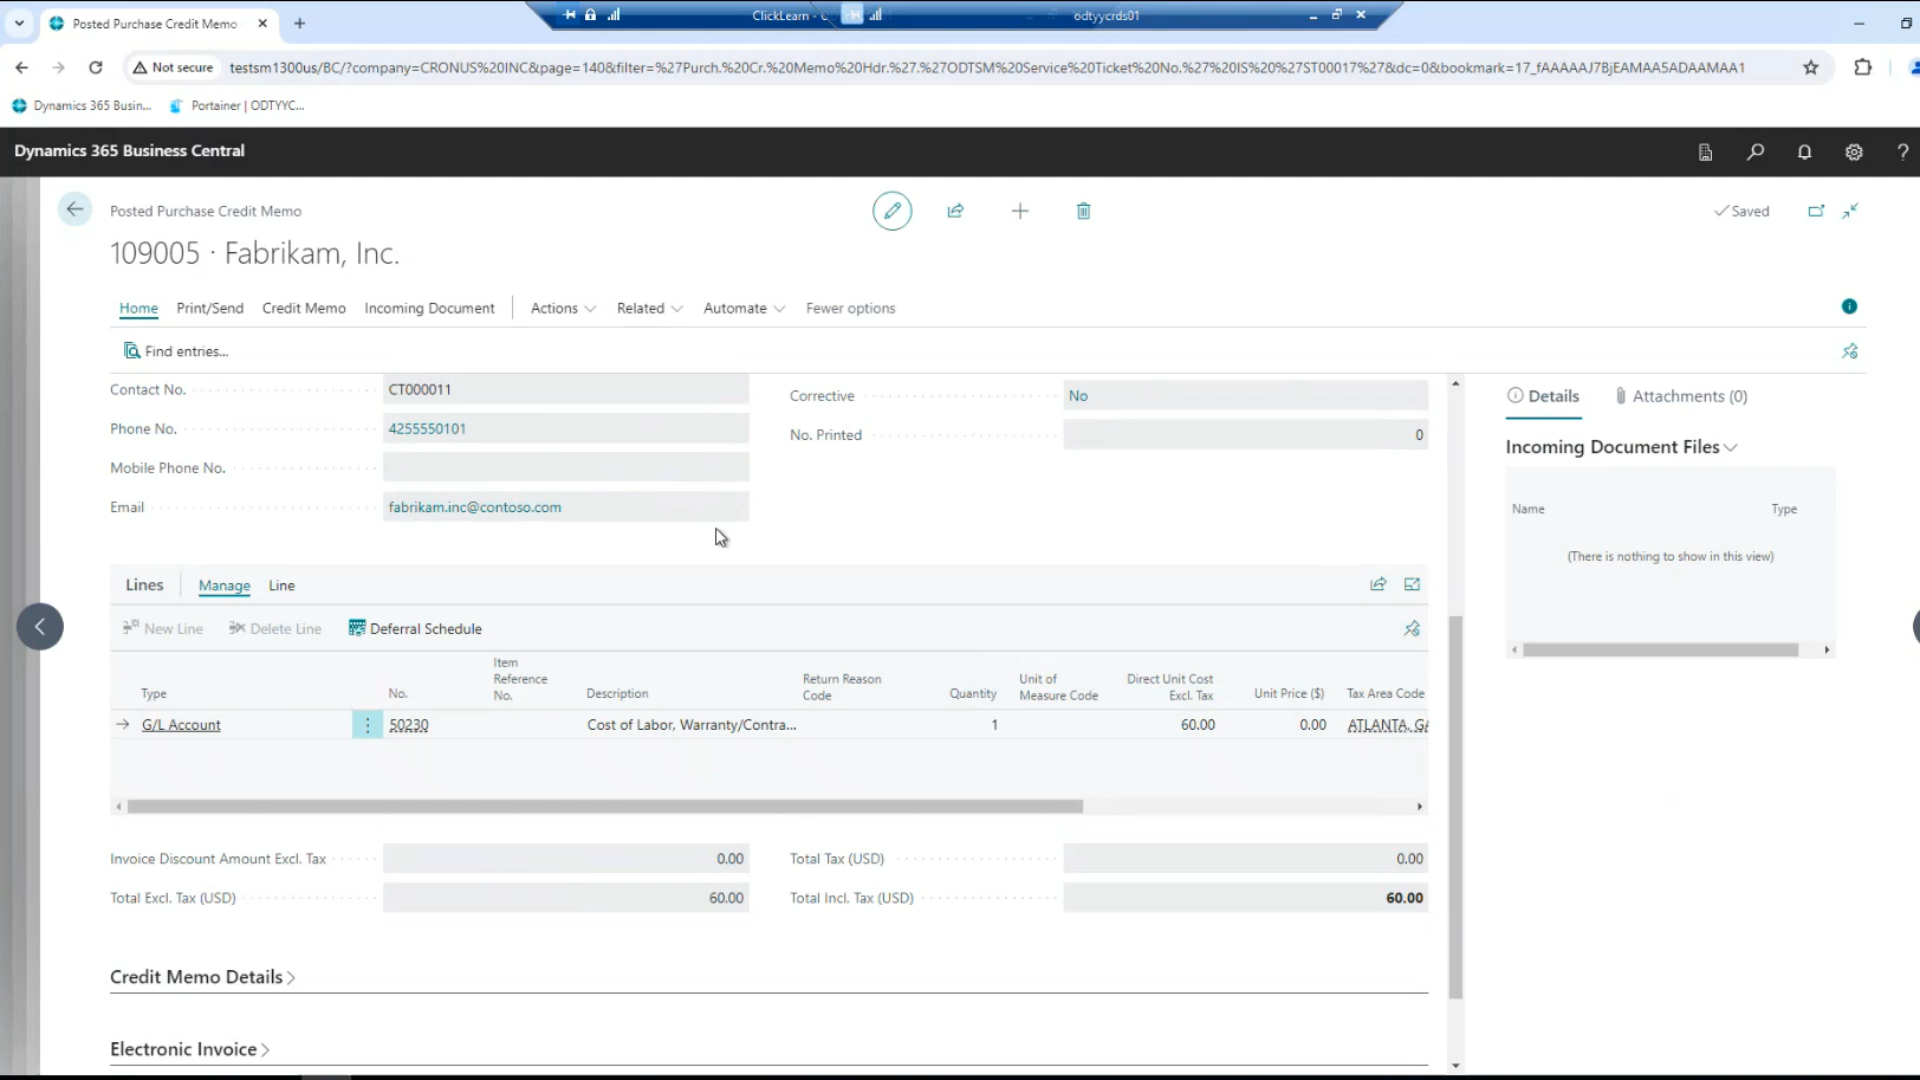 Posted Purchase Credit Memo
ClickLearn -
odtyycrds01
Not secure
testsm1300us/BC/?company=CRONUS%20INC&page=140&filter=%27Purch.%20Cr.%20Memo%20Hdr.%27.%27ODTSM%20Service%20Ticket%20No.%27%20IS%20%27ST00017%27&dc=0&bookmark=17_fAAAAAJ7BjEAMAA5ADAAMAA1
Dynamics 365 Busin...
Portainer | ODTYYC...
Dynamics 365 Business Central
Posted Purchase Credit Memo
Saved
109005 · Fabrikam, Inc.
Home Print/Send Credit Memo Incoming Document Actions Related Automate Fewer options
Find entries...
Contact No. CT000011
Phone No. 4255550101
Mobile Phone No.
Email fabrikam.inc@contoso.com
Corrective No
No. Printed 0
Details Attachments (0)
Incoming Document Files
Name Type
(There is nothing to show in this view)
Lines Manage Line
New Line Delete Line Deferral Schedule
Type No. Item Reference No. Description Return Reason Code Quantity Unit of Measure Code Direct Unit Cost Excl. Tax Unit Price ($) Tax Area Code
G/L Account 50230 Cost of Labor, Warranty/Contra... 1 60.00 0.00 ATLANTA, GA
Invoice Discount Amount Excl. Tax 0.00
Total Excl. Tax (USD) 60.00
Total Tax (USD) 0.00
Total Incl. Tax (USD) 60.00
Credit Memo Details
Electronic Invoice